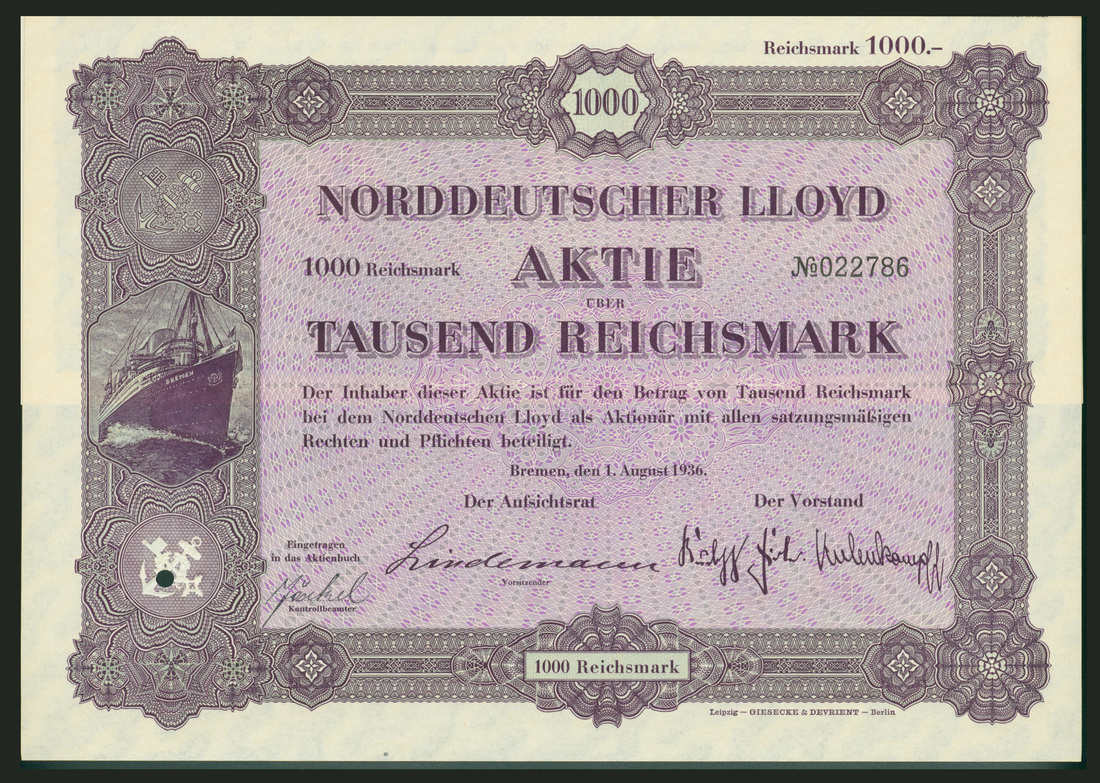 Reichsmark 1000.–
1000
NORDDEUTSCHER LLOYD
1000 Reichsmark AKTIE №022786
ÜBER
TAUSEND REICHSMARK
BREMEN
Der Inhaber dieser Aktie ist für den Betrag von Tausend Reichsmark
bei dem Norddeutschen Lloyd als Aktionär mit allen satzungsmäßigen
Rechten und Pflichten beteiligt.
Bremen, den 1. August 1936.
Der Aufsichtsrat Der Vorstand
Eingetragen
in das Aktienbuch
Lindemann
Vorsitzender
Kontrollbeamter
1000 Reichsmark
Leipzig – GIESECKE & DEVRIENT – Berlin